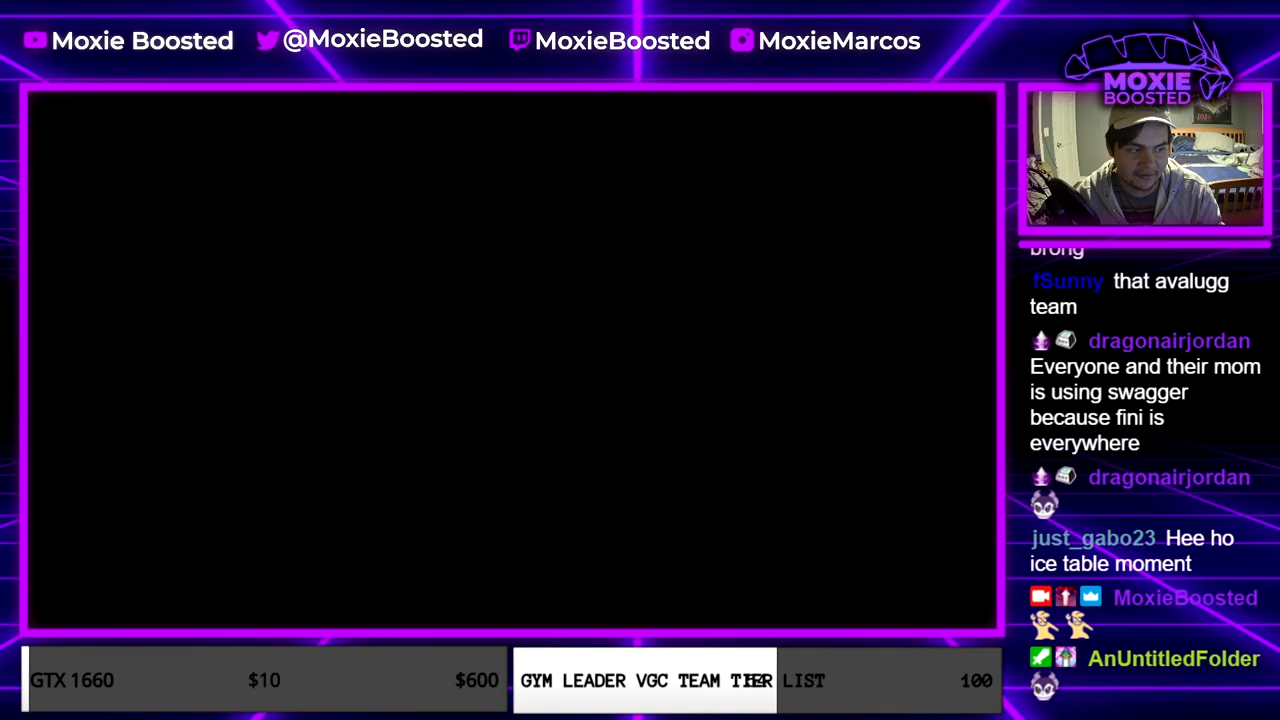 Moxie Boosted @MoxieBoosted MoxieBoosted MoxieMarcos
MOXIE
BOOSTED
brong
fSunny that avalugg
team
dragonairjordan
Everyone and their mom
is using swagger
because fini is
everywhere
dragonairjordan
just_gabo23 Hee ho
ice table moment
MoxieBoosted
AnUntitledFolder
GTX 1660 $10 $600
GYM LEADER VGC TEAM TIER LIST 100